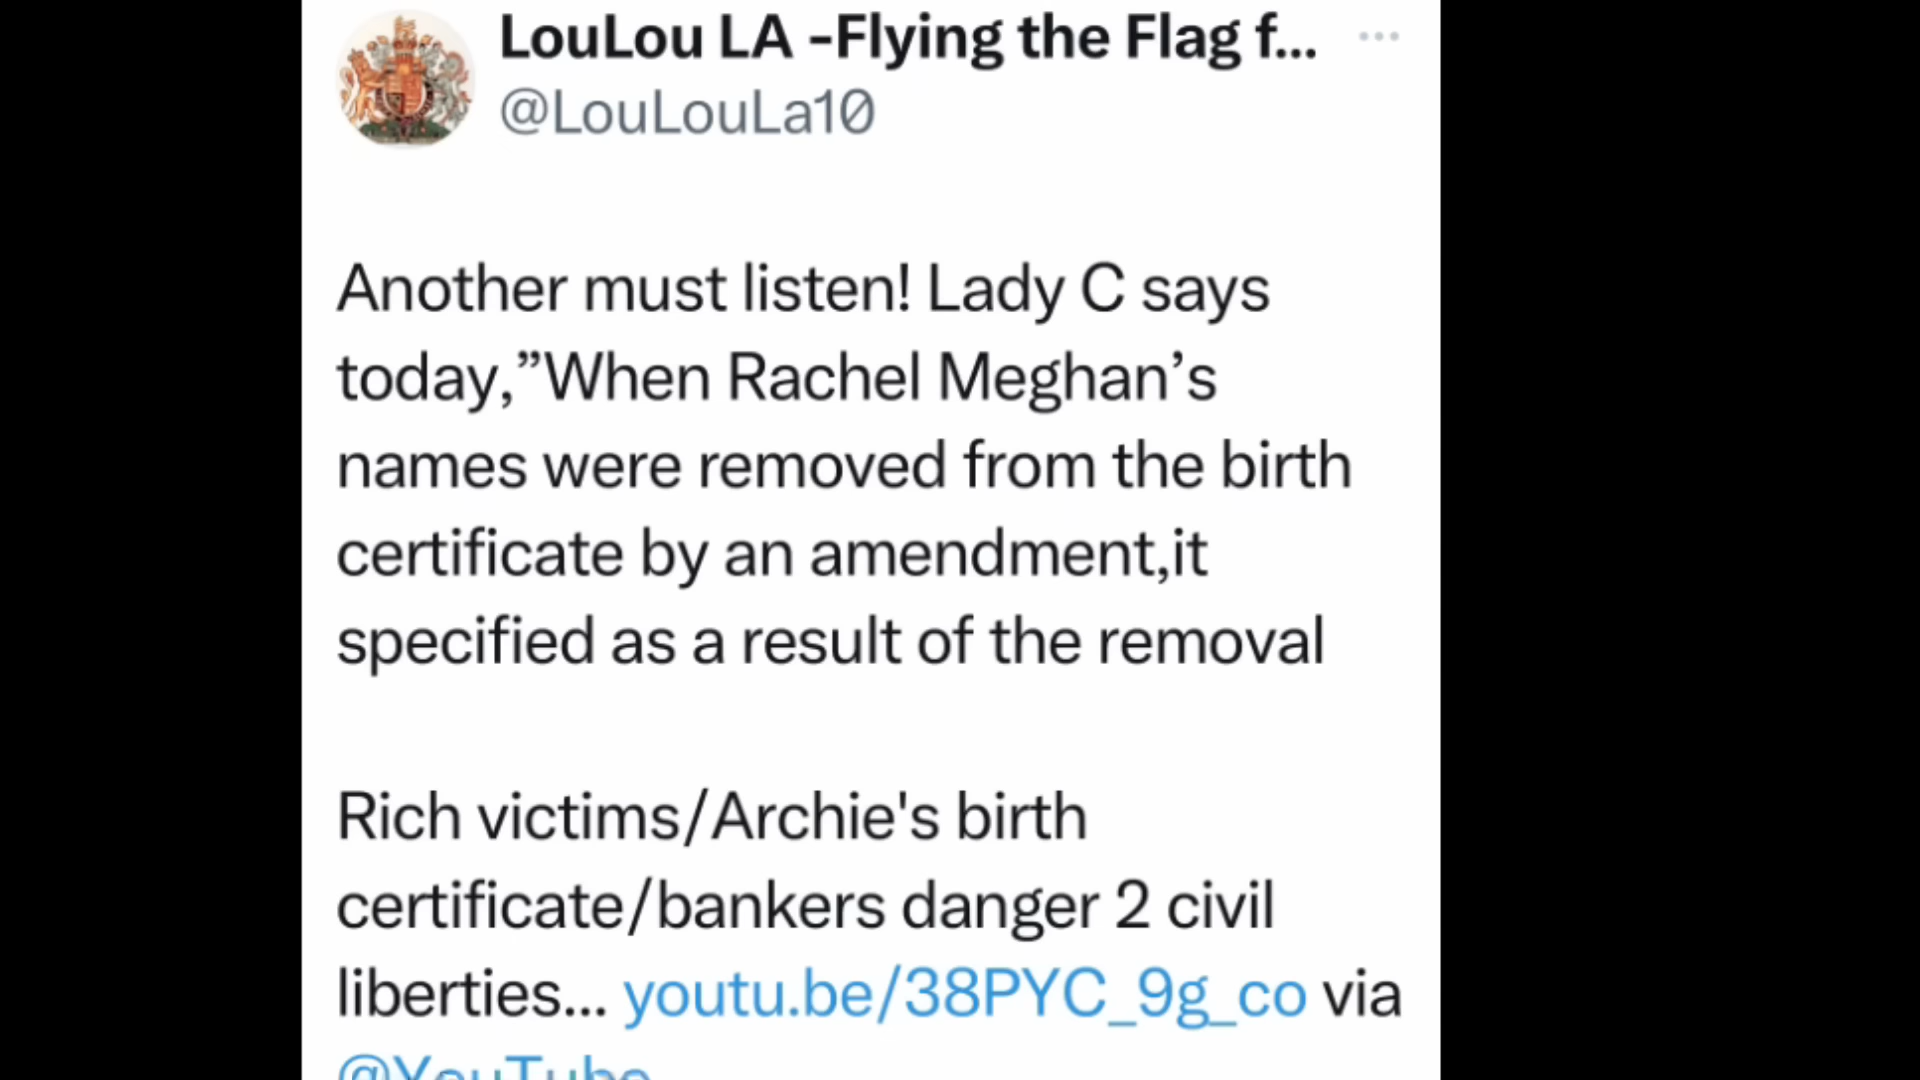 LouLou LA -Flying the Flag f...
@LouLouLa10
Another must listen! Lady C says
today,”When Rachel Meghan’s
names were removed from the birth
certificate by an amendment,it
specified as a result of the removal
Rich victims/Archie's birth
certificate/bankers danger 2 civil
liberties... youtu.be/38PYC_9g_co via
@YouTube